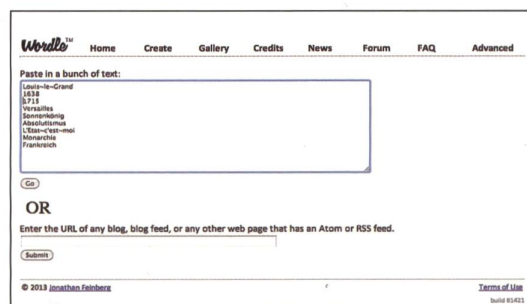 Wordle™ Home Create Gallery Credits News Forum FAQ Advanced
Paste in a bunch of text:
Louis~le~Grand
1638
1715
Versailles
Sonnenkönig
Absolutismus
L'Etat~c'est~moi
Monarchie
Frankreich
Go
OR
Enter the URL of any blog, blog feed, or any other web page that has an Atom or RSS feed.
Submit
© 2013 Jonathan Feinberg Terms of Use
build #1421